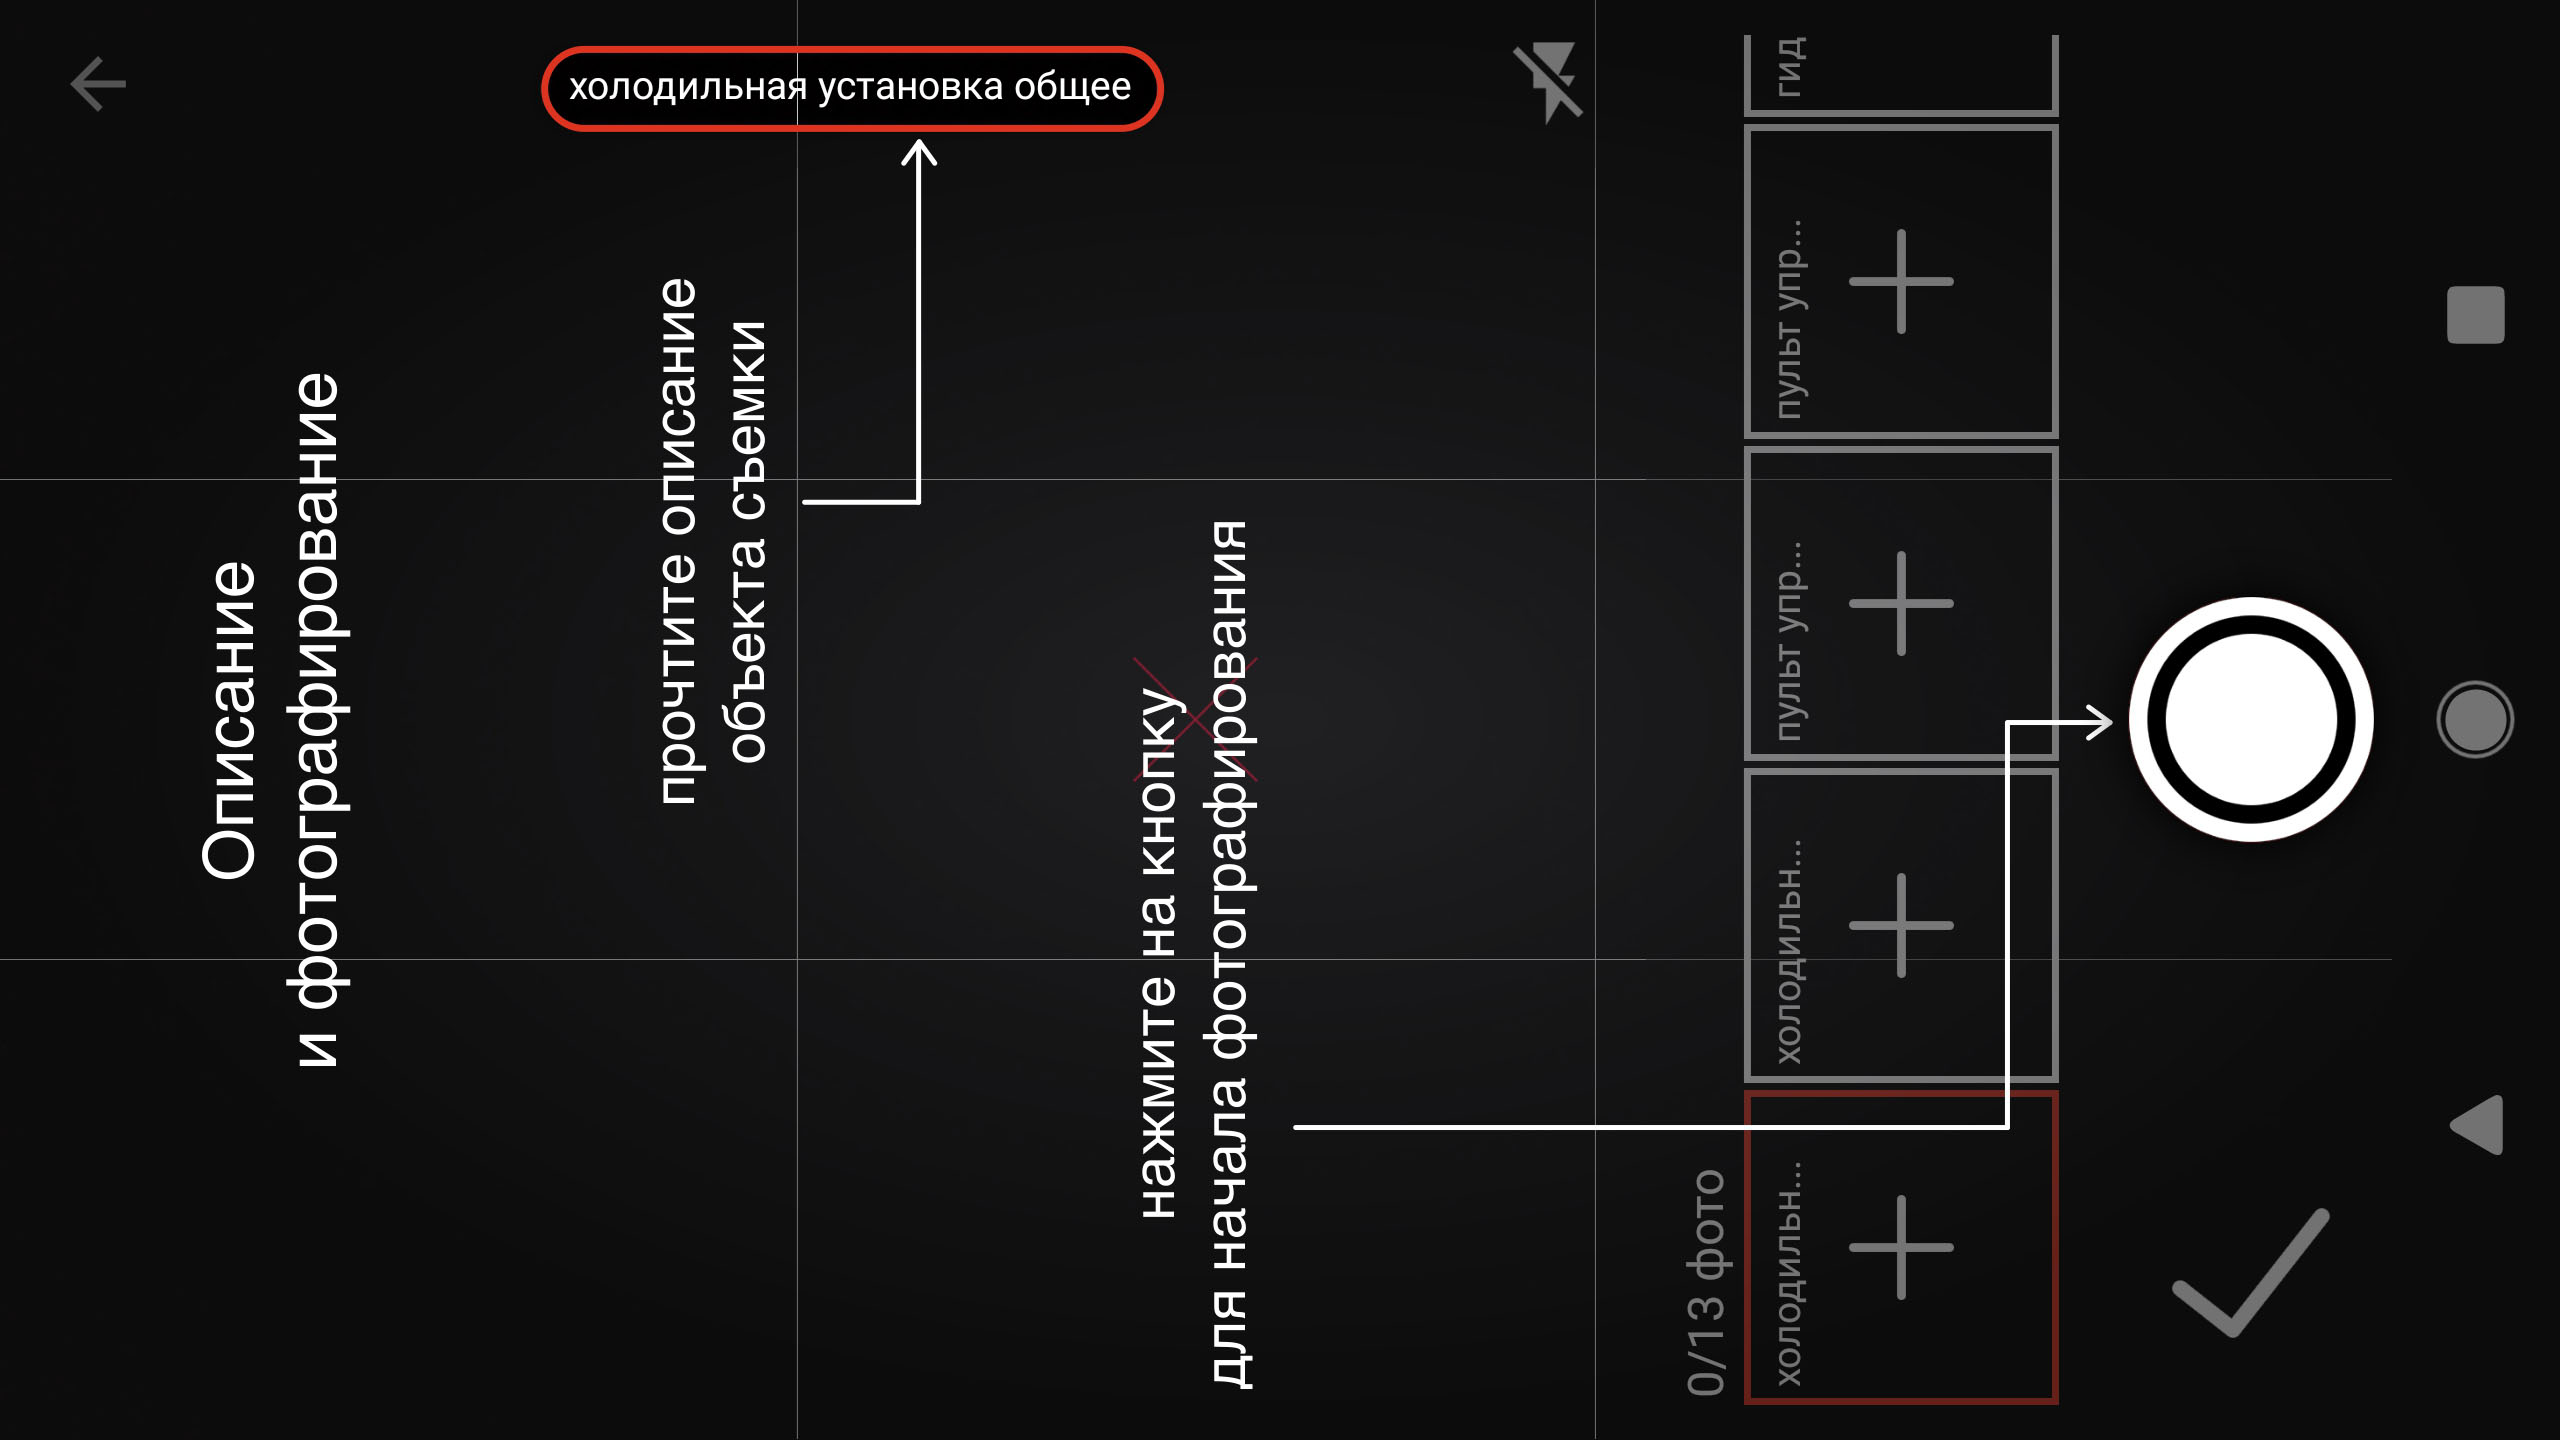 холодильная установка общее
Описание
и фотографирование
прочтите описание
объекта съемки
нажмите на кнопку
для начала фотографирования
0/13 фото
холодильн...
холодильн...
пульт упр...
пульт упр...
гид